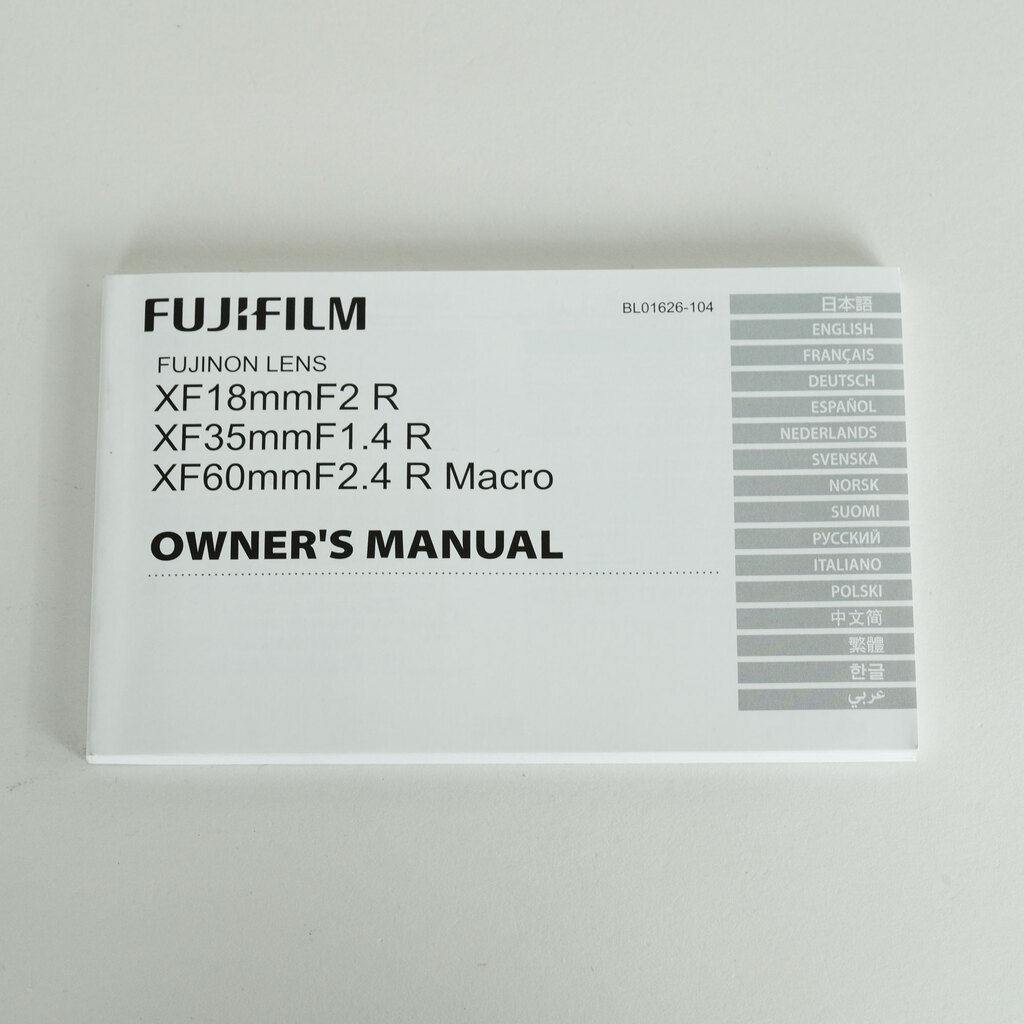 FUJIFILM
FUJINON LENS
XF18mmF2 R
XF35mmF1.4 R
XF60mmF2.4 R Macro
OWNER'S MANUAL
BL01626-104
日本語
ENGLISH
FRANÇAIS
DEUTSCH
ESPAÑOL
NEDERLANDS
SVENSKA
NORSK
SUOMI
РУССКИЙ
ITALIANO
POLSKI
中文简
繁體
한글
عربي